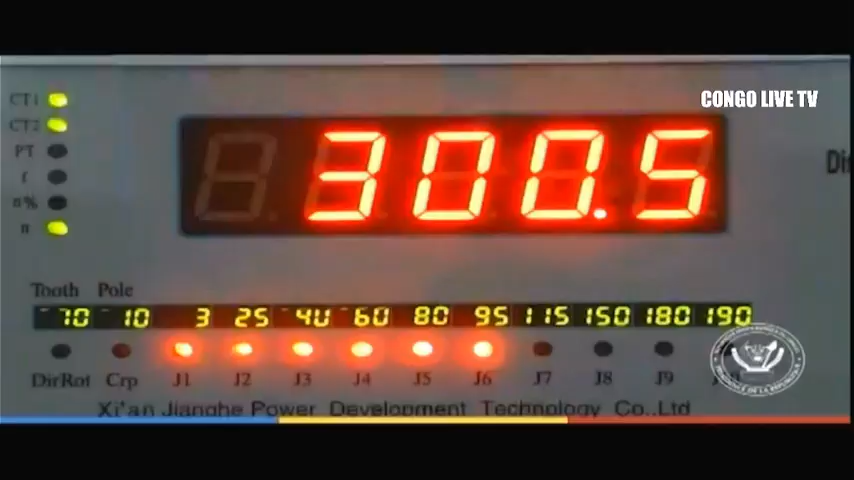 CONGO LIVE TV
CT1
CT2
PT
f
n%
n
300.5
Tooth Pole
70 10 3 25 40 60 80 95 115 150 180 190
DirRot Crp J1 J2 J3 J4 J5 J6 J7 J8 J9
Xi'an Jianghe Power Development Technology Co.,Ltd